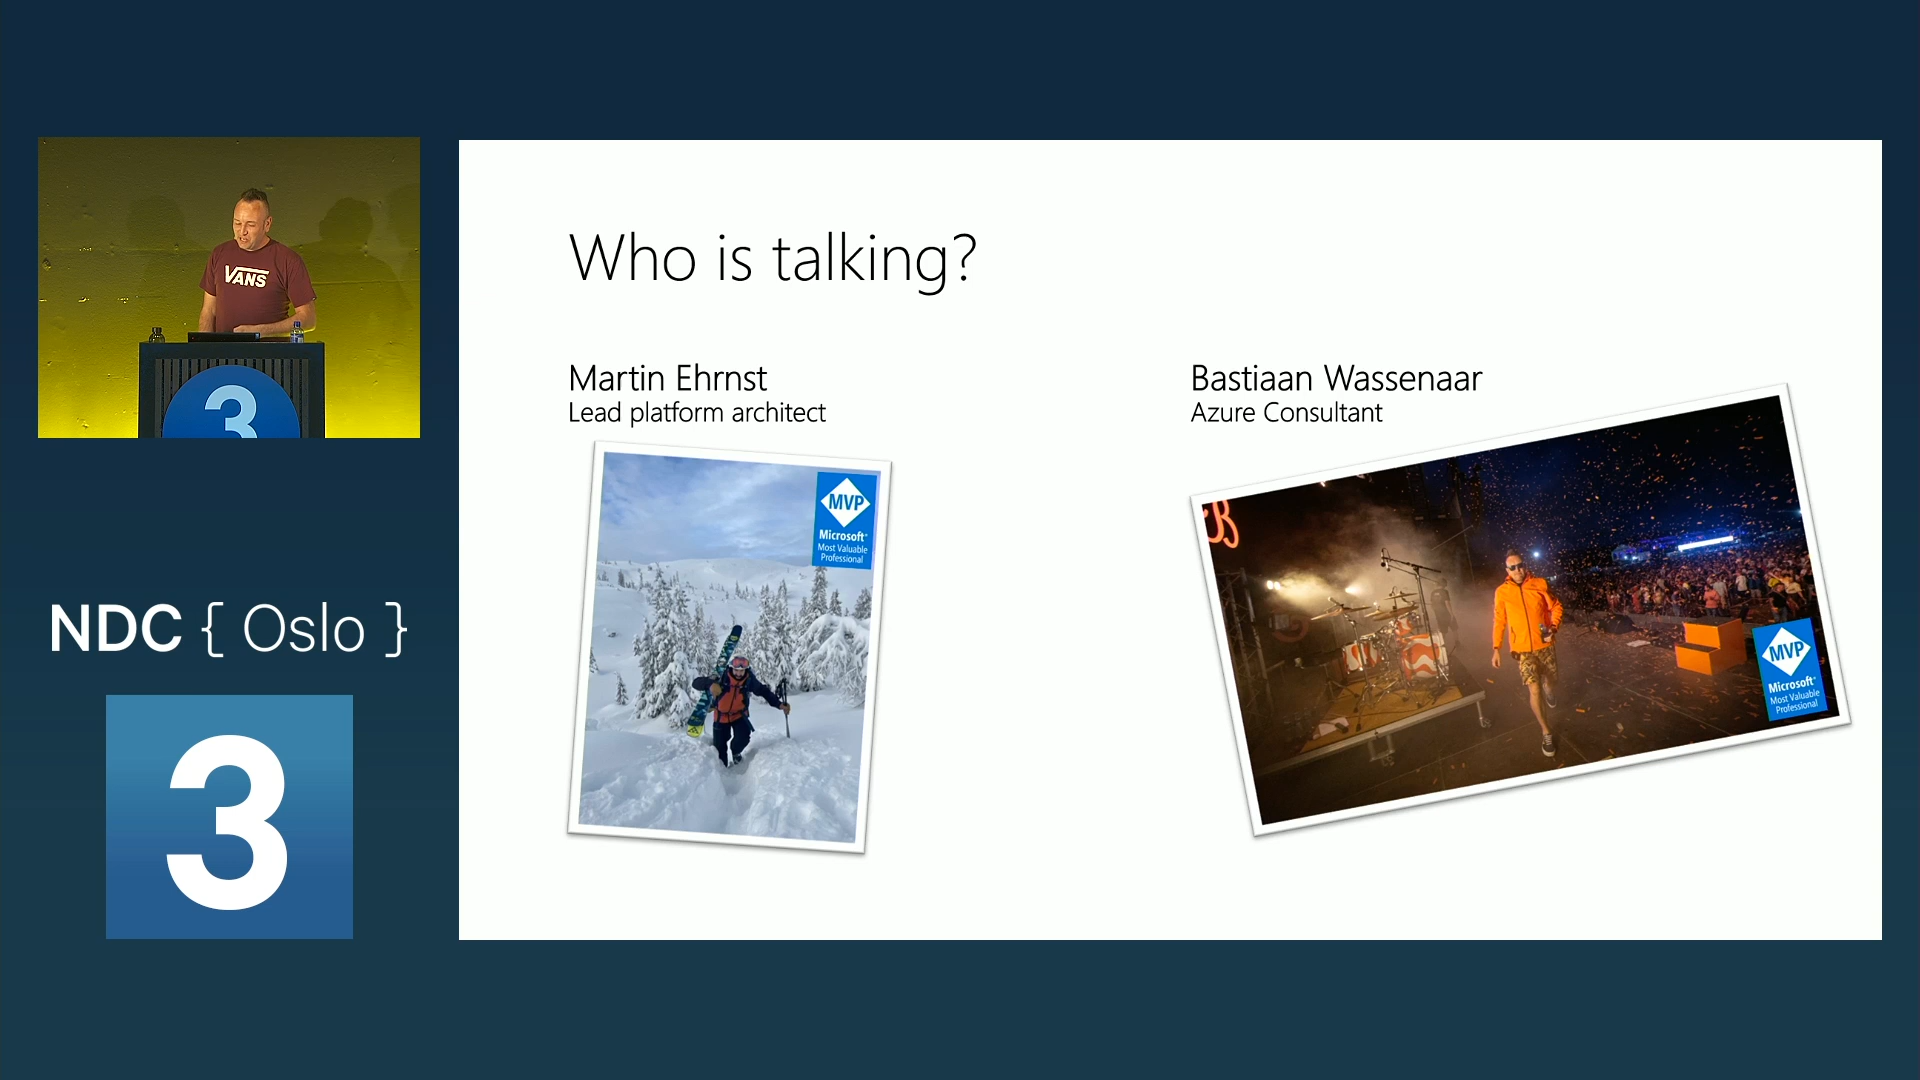 VANS
3
NDC { Oslo }
3
Who is talking?
Martin Ehrnst
Lead platform architect
MVP
Microsoft®
Most Valuable
Professional
Bastiaan Wassenaar
Azure Consultant
B
MVP
Microsoft®
Most Valuable
Professional